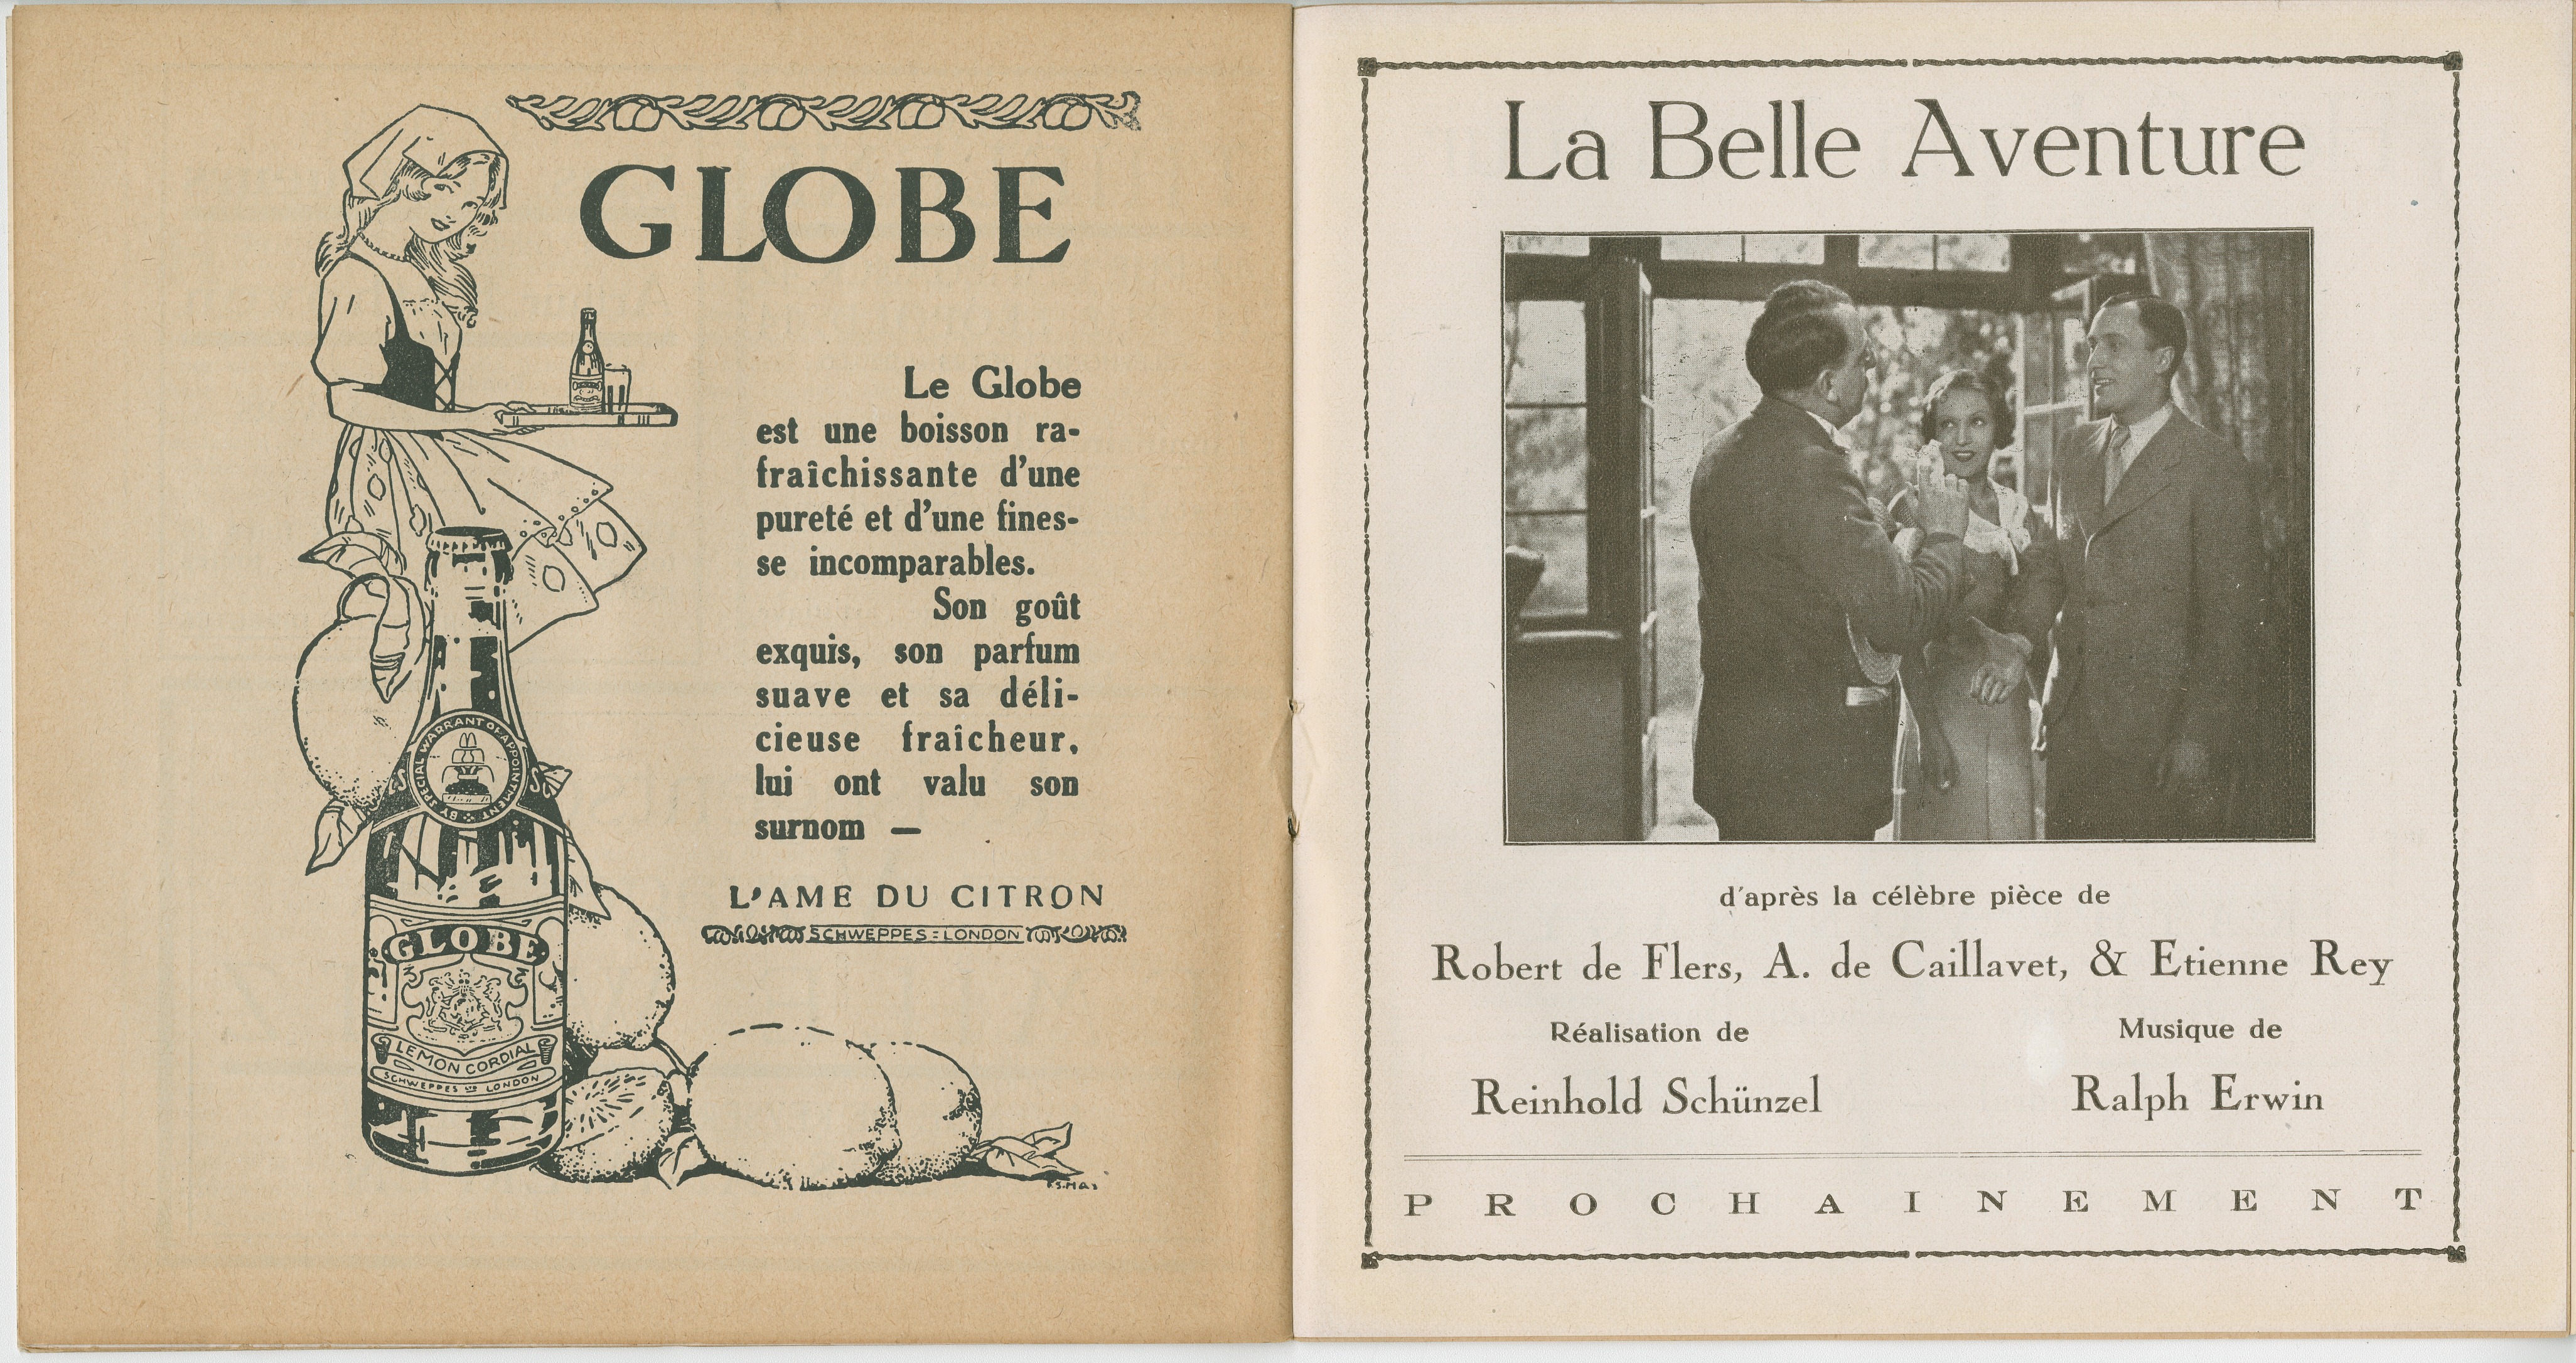 GLOBE
Le Globe
est une boisson ra-
fraîchissante d'une
pureté et d'une fines-
se incomparables.
Son goût
exquis, son parfum
suave et sa déli-
cieuse fraîcheur,
lui ont valu son
surnom —
L'AME DU CITRON
SCHWEPPES = LONDON
BY SPECIAL WARRANT OF APPOINTMENT
GLOBE
LEMON CORDIAL
SCHWEPPES LTD LONDON
La Belle Aventure
d'après la célèbre pièce de
Robert de Flers, A. de Caillavet, & Etienne Rey
Réalisation de
Musique de
Reinhold Schünzel
Ralph Erwin
PROCHAINEMENT